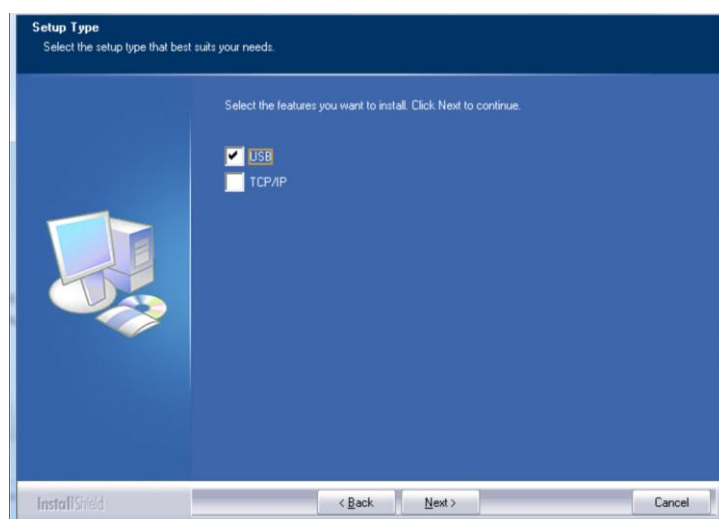 Setup Type
Select the setup type that best suits your needs.
Select the features you want to install. Click Next to continue.
USB
TCP/IP
InstallShield
< Back Next > Cancel